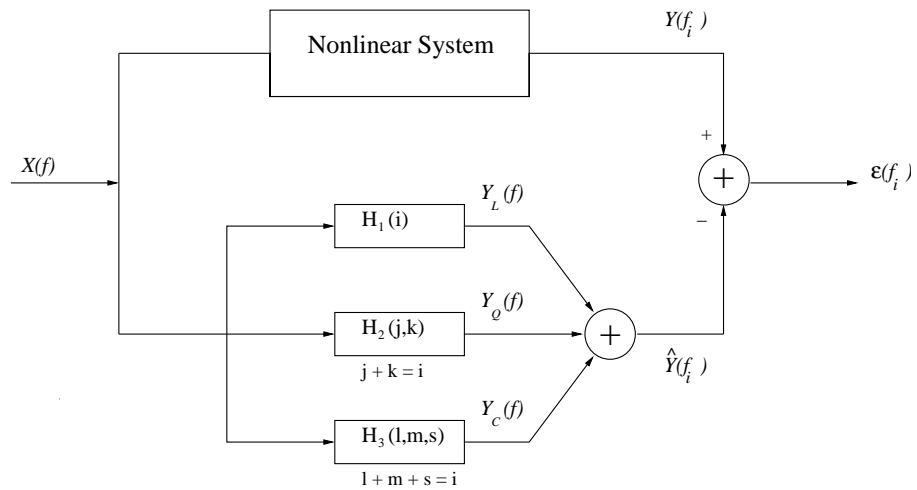 Nonlinear System
Y(f_i)
X(f)
+
+
ε(f_i)
−
H_1(i)
Y_L(f)
H_2(j,k)
j + k = i
Y_Q(f)
+
Ŷ(f_i)
H_3(l,m,s)
l + m + s = i
Y_C(f)